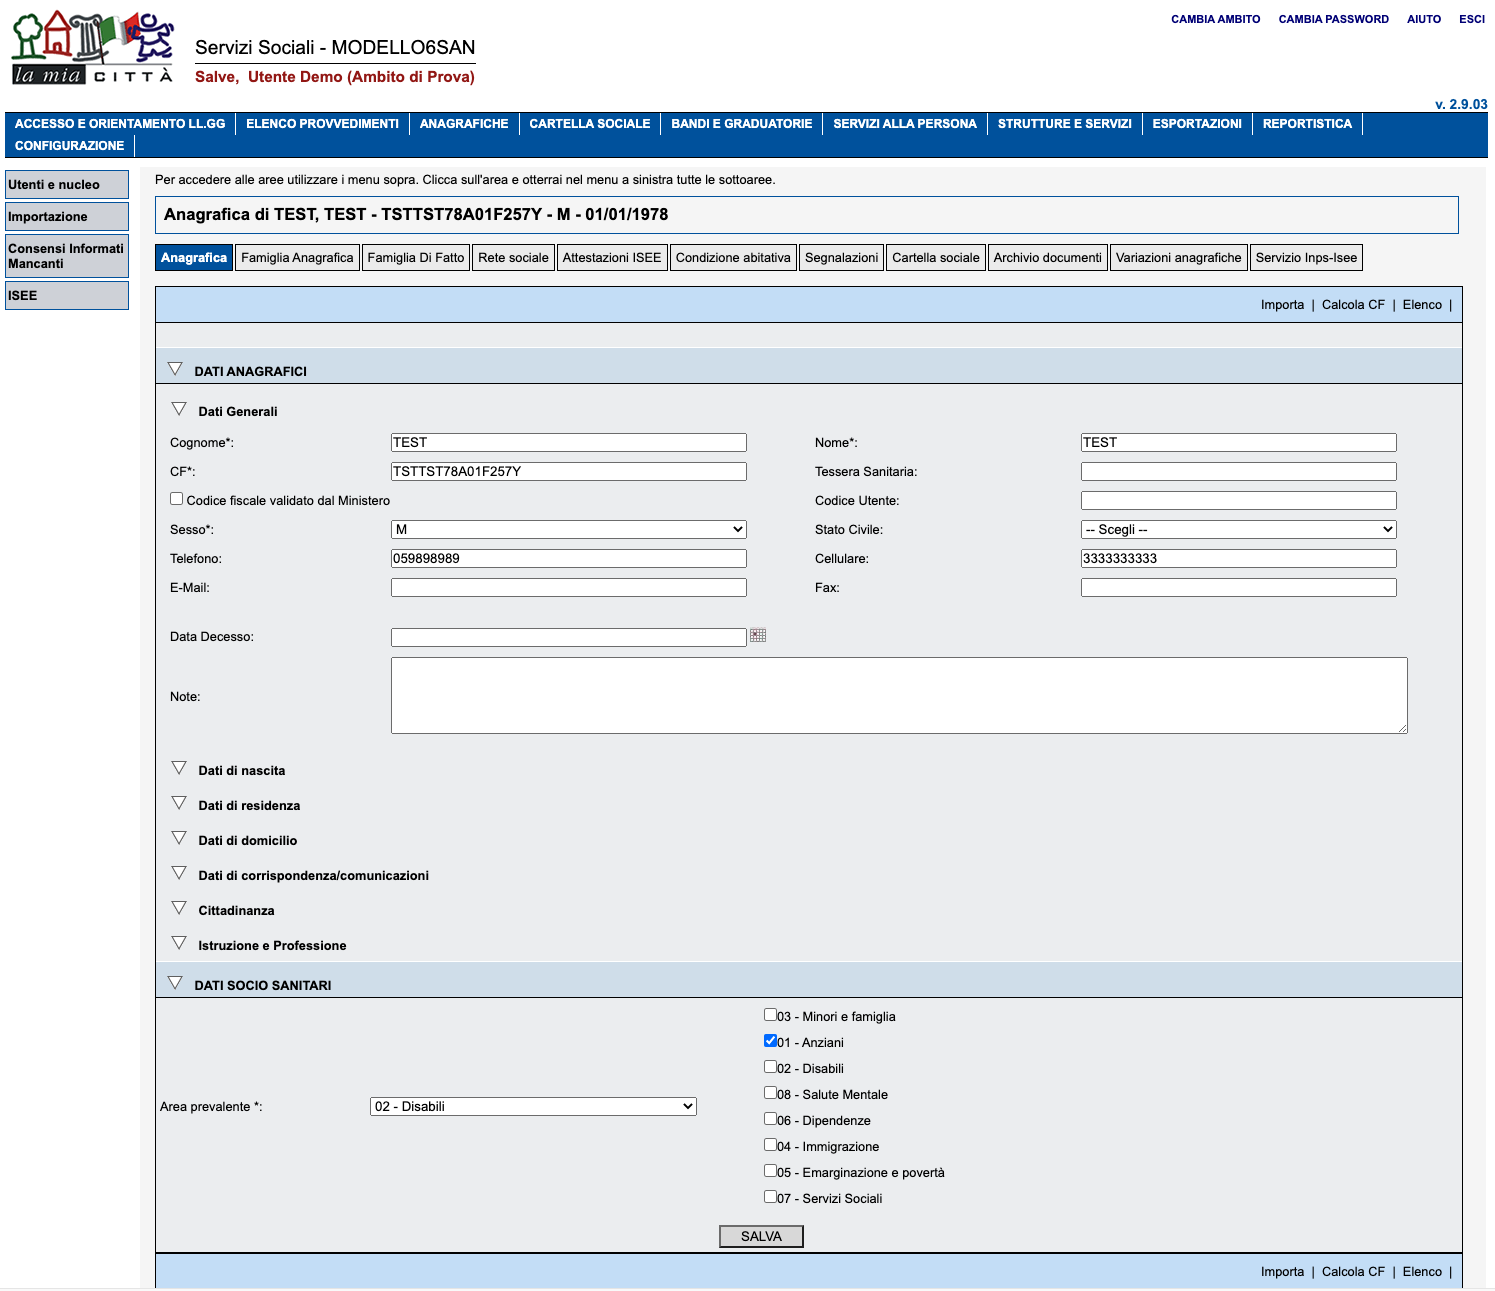 CAMBIA AMBITO CAMBIA PASSWORD AIUTO ESCI
la mia CITTÀ
Servizi Sociali - MODELLO6SAN
Salve, Utente Demo (Ambito di Prova)
v. 2.9.03
ACCESSO E ORIENTAMENTO LL.GG ELENCO PROVVEDIMENTI ANAGRAFICHE CARTELLA SOCIALE BANDI E GRADUATORIE SERVIZI ALLA PERSONA STRUTTURE E SERVIZI ESPORTAZIONI REPORTISTICA
CONFIGURAZIONE
Utenti e nucleo
Importazione
Consensi Informati
Mancanti
ISEE
Per accedere alle aree utilizzare i menu sopra. Clicca sull'area e otterrai nel menu a sinistra tutte le sottoaree.
Anagrafica di TEST, TEST - TSTTST78A01F257Y - M - 01/01/1978
Anagrafica Famiglia Anagrafica Famiglia Di Fatto Rete sociale Attestazioni ISEE Condizione abitativa Segnalazioni Cartella sociale Archivio documenti Variazioni anagrafiche Servizio Inps-Isee
Importa | Calcola CF | Elenco |
DATI ANAGRAFICI
Dati Generali
Cognome*: TEST Nome*: TEST
CF*: TSTTST78A01F257Y Tessera Sanitaria:
Codice fiscale validato dal Ministero Codice Utente:
Sesso*: M Stato Civile: -- Scegli --
Telefono: 059898989 Cellulare: 3333333333
E-Mail: Fax:
Data Decesso:
Note:
Dati di nascita
Dati di residenza
Dati di domicilio
Dati di corrispondenza/comunicazioni
Cittadinanza
Istruzione e Professione
DATI SOCIO SANITARI
Area prevalente *: 02 - Disabili
03 - Minori e famiglia
01 - Anziani
02 - Disabili
08 - Salute Mentale
06 - Dipendenze
04 - Immigrazione
05 - Emarginazione e povertà
07 - Servizi Sociali
SALVA
Importa | Calcola CF | Elenco |